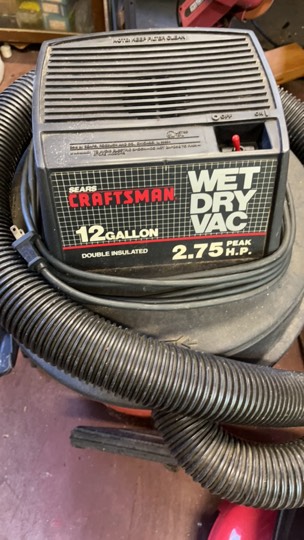 MOTOR KEEP FILTER CLEAN
OFF
ON
SEARS
CRAFTSMAN
WET
DRY
VAC
12 GALLON
DOUBLE INSULATED
2.75 PEAK
H.P.